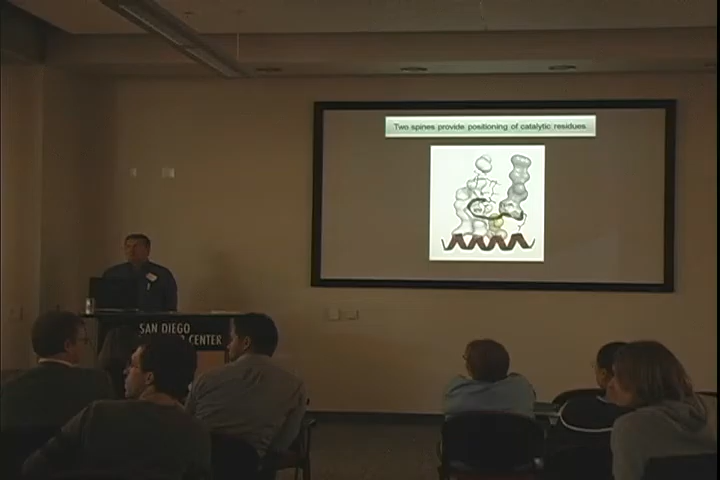 Two spines provide positioning of catalytic residues
SAN DIEGO
CENTER